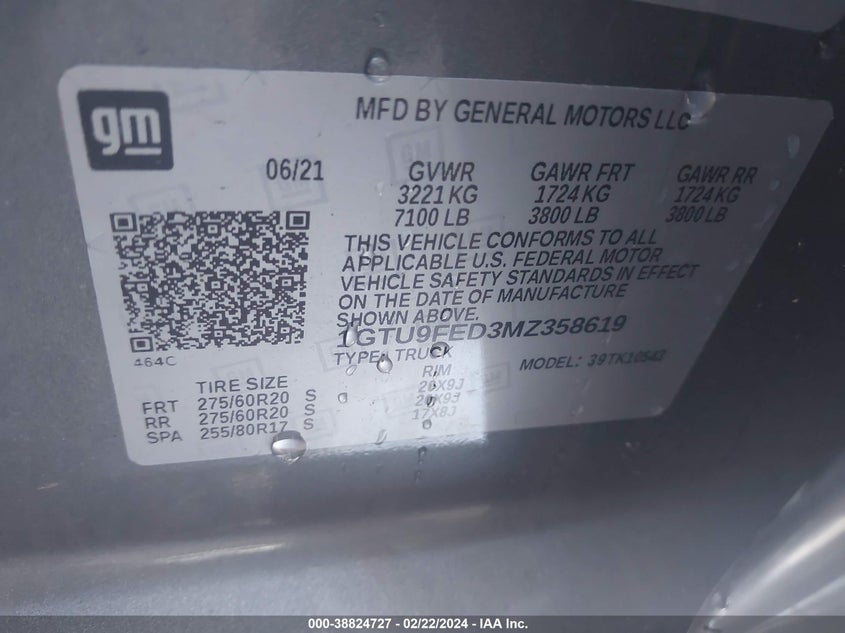 gm
MFD BY GENERAL MOTORS LLC
06/21 GVWR GAWR FRT GAWR RR
3221 KG 1724 KG 1724 KG
7100 LB 3800 LB 3800 LB
THIS VEHICLE CONFORMS TO ALL
APPLICABLE U.S. FEDERAL MOTOR
VEHICLE SAFETY STANDARDS IN EFFECT
ON THE DATE OF MANUFACTURE
SHOWN ABOVE.
1GTU9FED3MZ358619
464C TYPE: TRUCK MODEL: 39TK10543
TIRE SIZE RIM
FRT 275/60R20 S 20X9J
RR 275/60R20 S 20X9J
SPA 255/80R17 S 17X8J
000-38824727 - 02/22/2024 - IAA Inc.